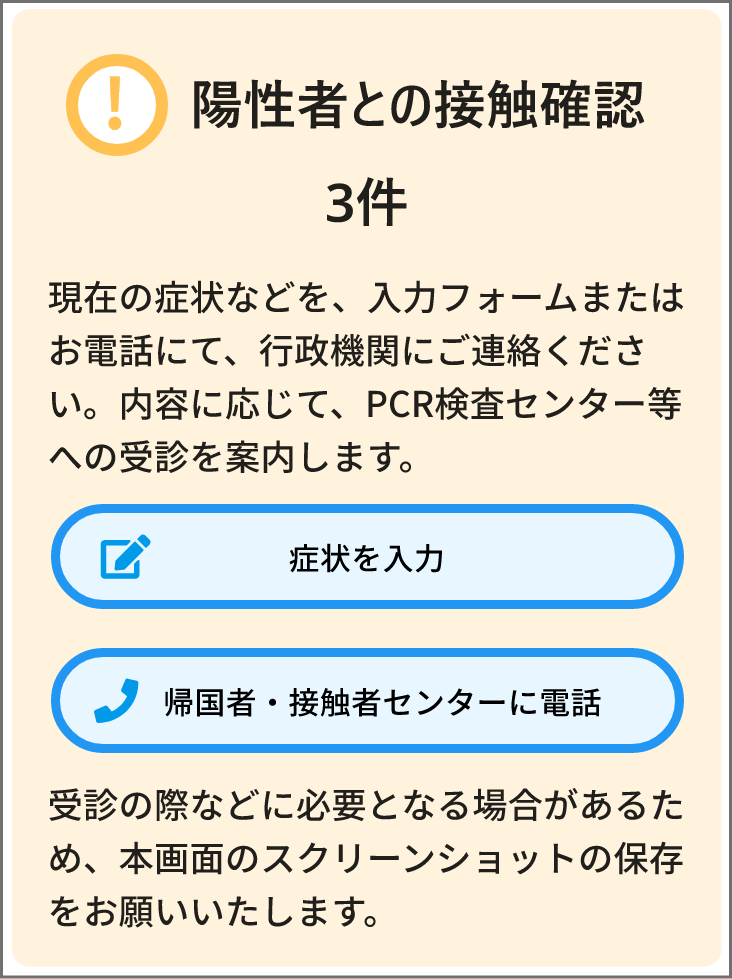 陽性者との接触確認
3件
現在の症状などを、入力フォームまたは
お電話にて、行政機関にご連絡くださ
い。内容に応じて、PCR検査センター等
への受診を案内します。
症状を入力
帰国者・接触者センターに電話
受診の際などに必要となる場合があるた
め、本画面のスクリーンショットの保存
をお願いいたします。